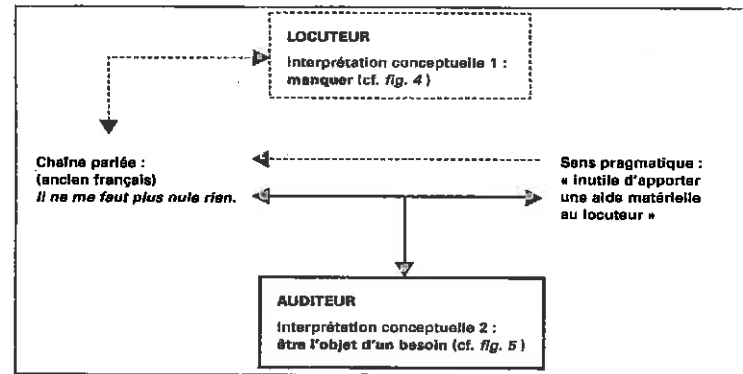 LOCUTEUR
Interprétation conceptuelle 1 :
manquer (cf. fig. 4)
Chaîne parlée :
(ancien français)
Il ne me faut plus nule rien.
Sens pragmatique :
« inutile d'apporter
une aide matérielle
au locuteur »
AUDITEUR
Interprétation conceptuelle 2 :
être l'objet d'un besoin (cf. fig. 5)